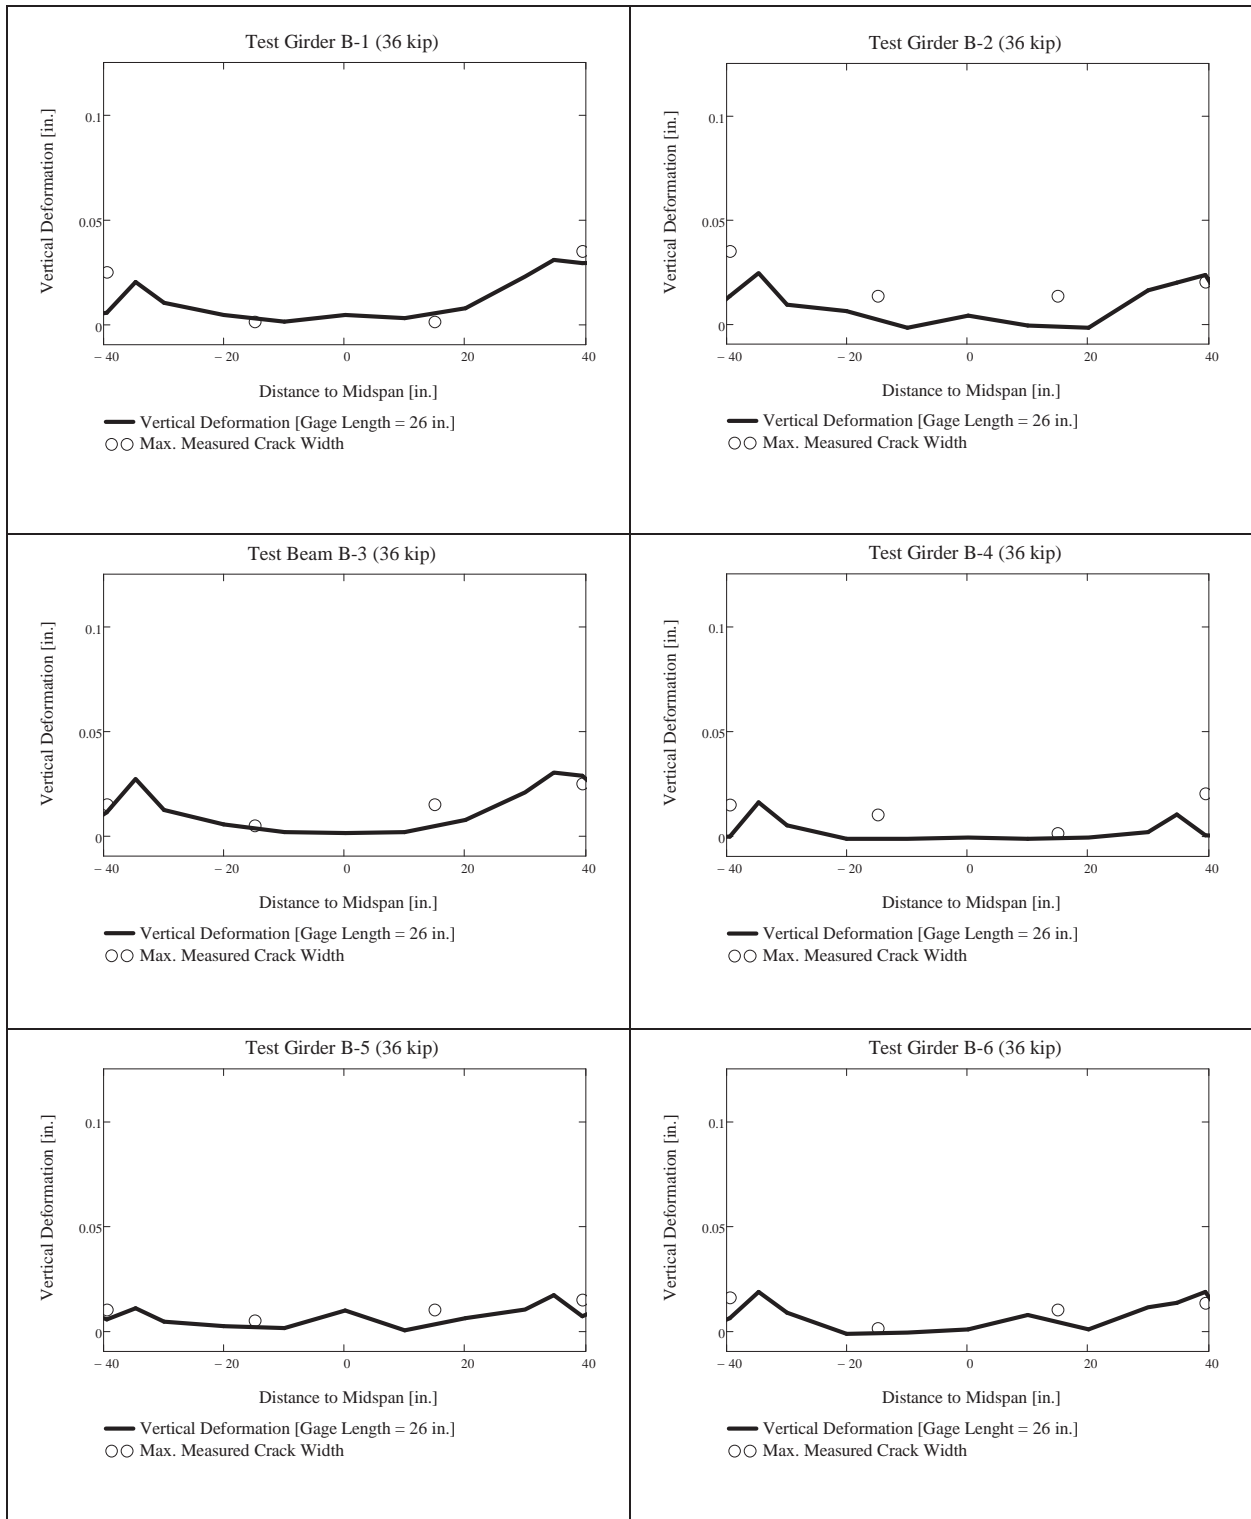 Test Girder B-1 (36 kip)
Vertical Deformation [in.]
0.1
0.05
0
– 40
– 20
0
20
40
Distance to Midspan [in.]
Vertical Deformation [Gage Length = 26 in.]
Max. Measured Crack Width
Test Girder B-2 (36 kip)
Vertical Deformation [in.]
0.1
0.05
0
– 40
– 20
0
20
40
Distance to Midspan [in.]
Vertical Deformation [Gage Length = 26 in.]
Max. Measured Crack Width
Test Beam B-3 (36 kip)
Vertical Deformation [in.]
0.1
0.05
0
– 40
– 20
0
20
40
Distance to Midspan [in.]
Vertical Deformation [Gage Length = 26 in.]
Max. Measured Crack Width
Test Girder B-4 (36 kip)
Vertical Deformation [in.]
0.1
0.05
0
– 40
– 20
0
20
40
Distance to Midspan [in.]
Vertical Deformation [Gage Length = 26 in.]
Max. Measured Crack Width
Test Girder B-5 (36 kip)
Vertical Deformation [in.]
0.1
0.05
0
– 40
– 20
0
20
40
Distance to Midspan [in.]
Vertical Deformation [Gage Length = 26 in.]
Max. Measured Crack Width
Test Girder B-6 (36 kip)
Vertical Deformation [in.]
0.1
0.05
0
– 40
– 20
0
20
40
Distance to Midspan [in.]
Vertical Deformation [Gage Lenght = 26 in.]
Max. Measured Crack Width